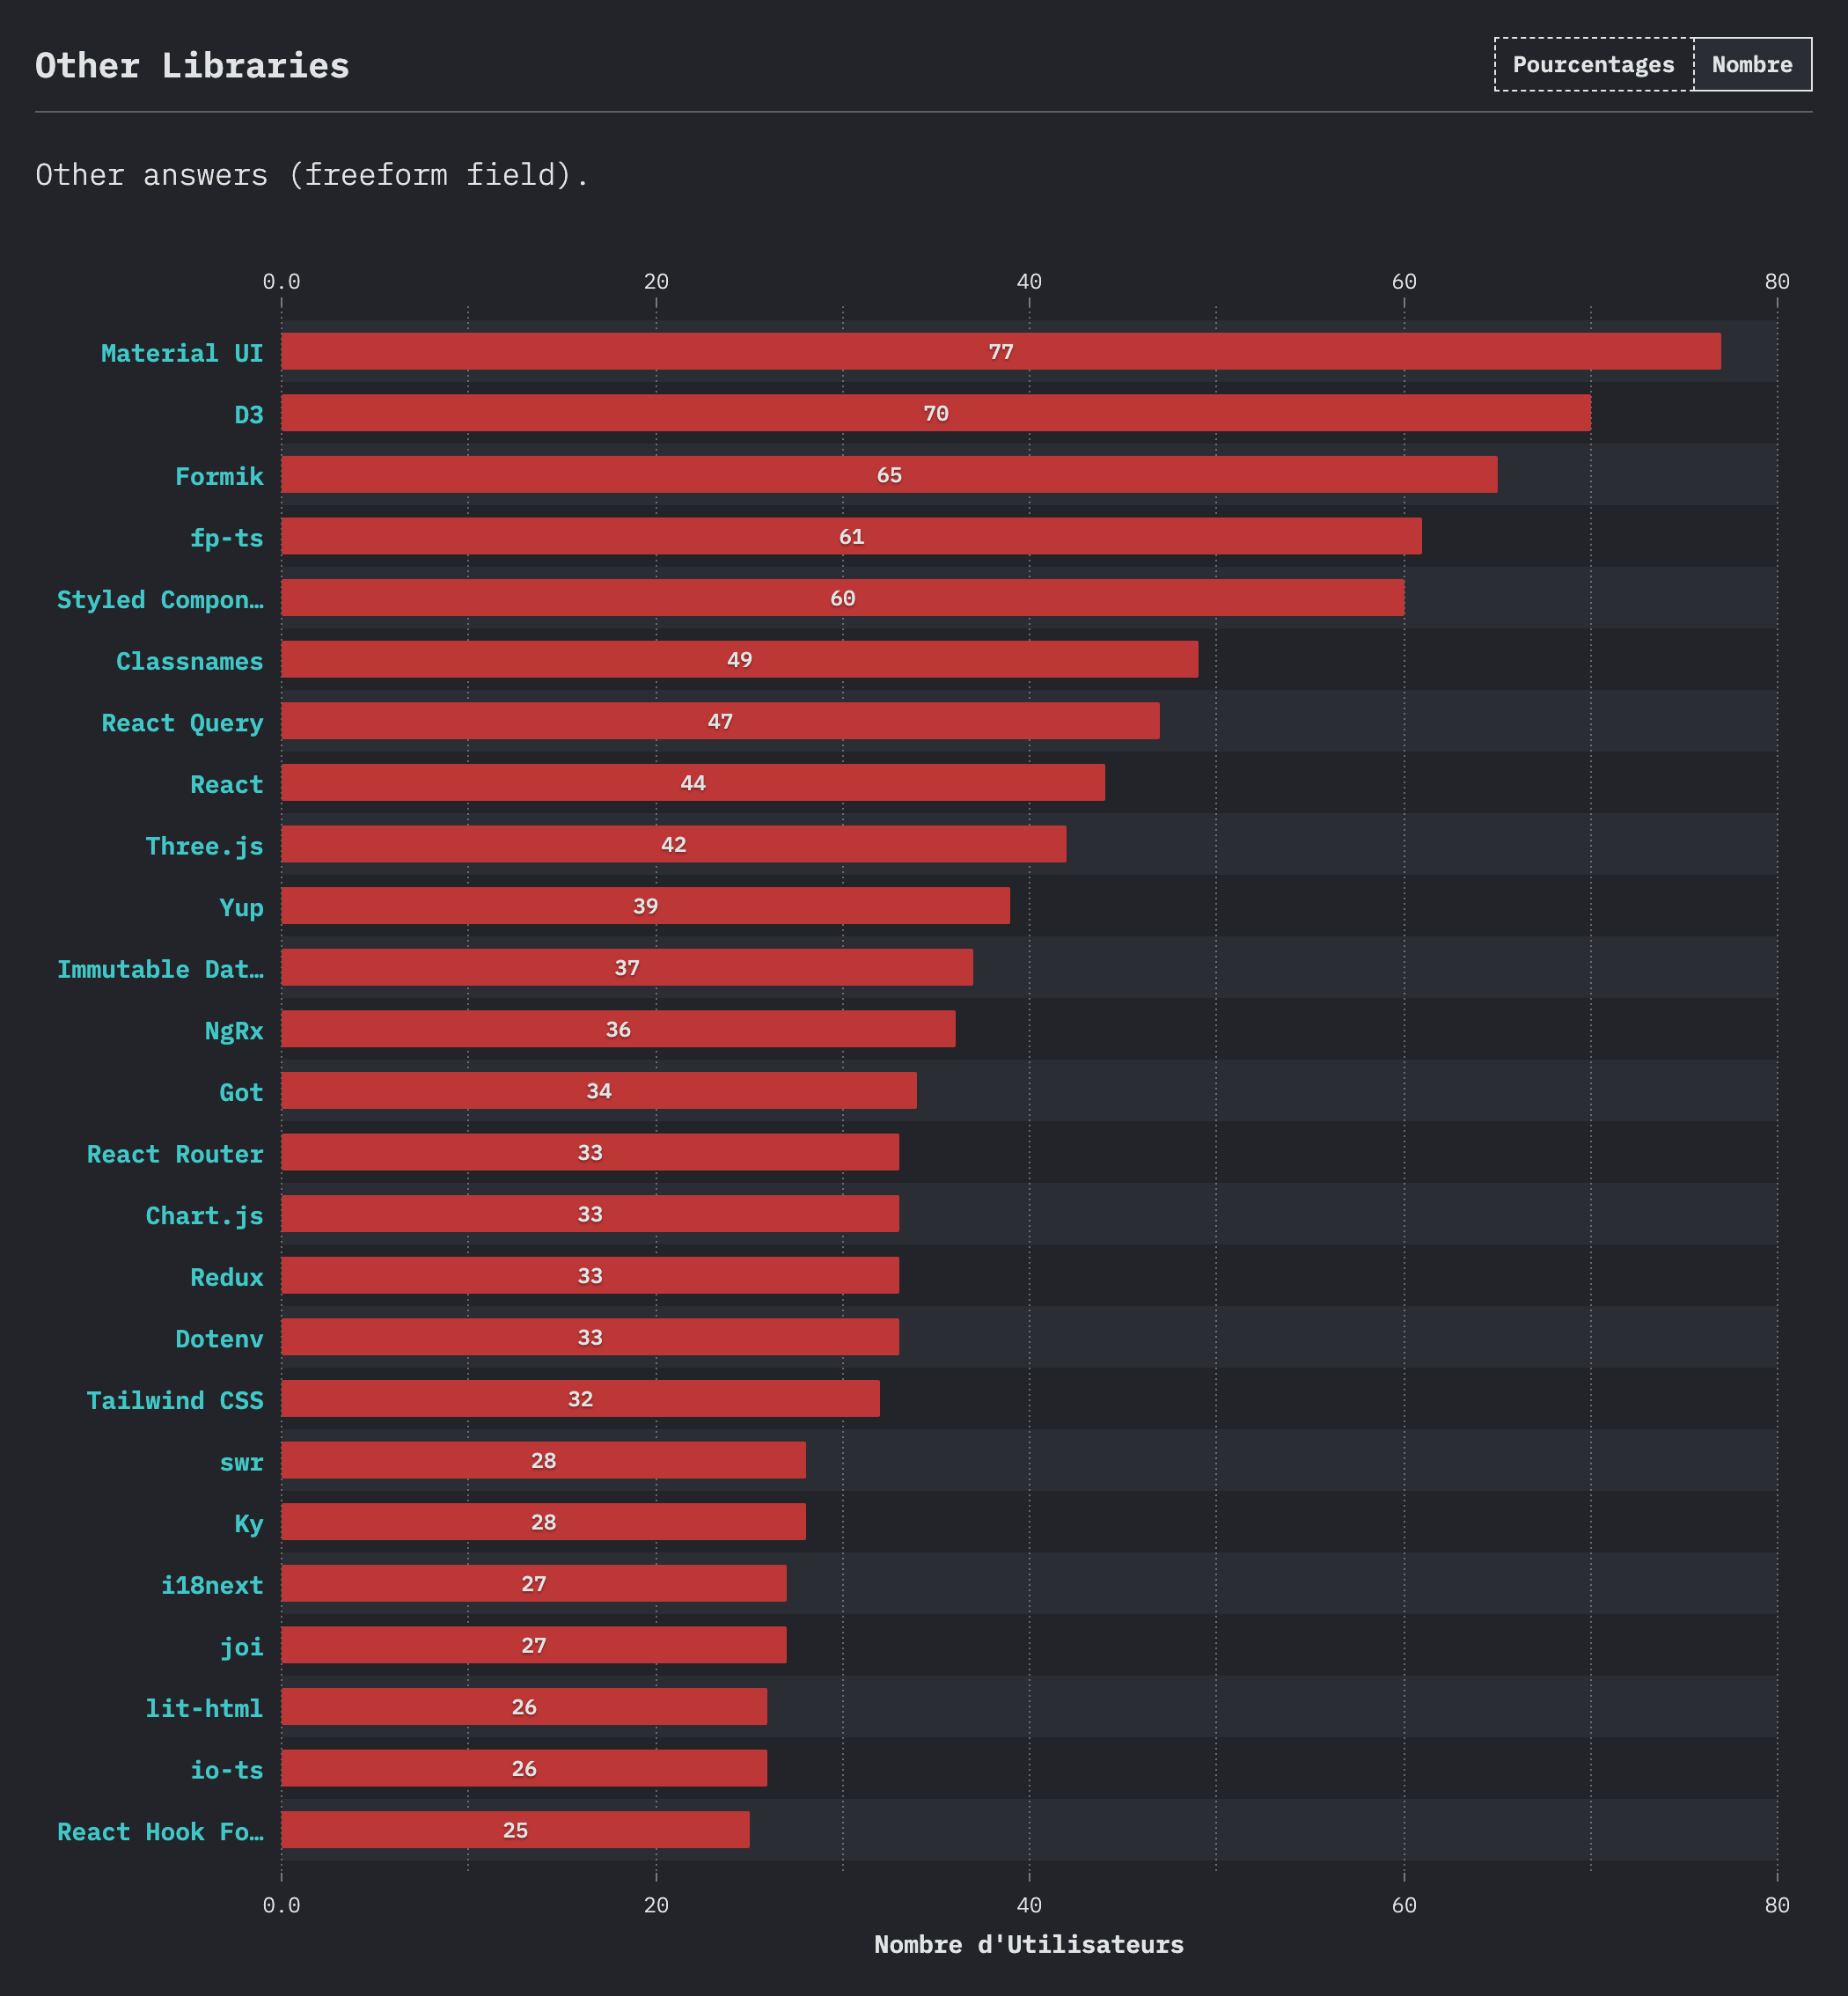 Other Libraries
Pourcentages Nombre
Other answers (freeform field).
0.0 20 40 60 80
Material UI 77
D3 70
Formik 65
fp-ts 61
Styled Compon… 60
Classnames 49
React Query 47
React 44
Three.js 42
Yup 39
Immutable Dat… 37
NgRx 36
Got 34
React Router 33
Chart.js 33
Redux 33
Dotenv 33
Tailwind CSS 32
swr 28
Ky 28
i18next 27
joi 27
lit-html 26
io-ts 26
React Hook Fo… 25
0.0 20 40 60 80
Nombre d'Utilisateurs